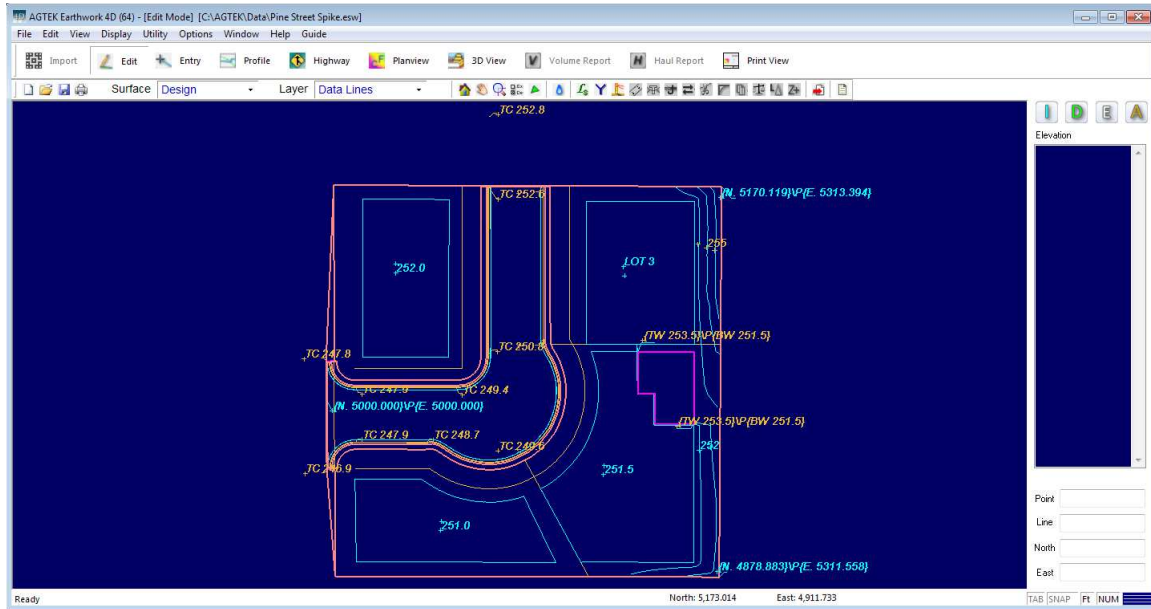 AGTEK Earthwork 4D (64) - [Edit Mode]  [C:\AGTEK\Data\Pine Street Spike.esw]
File Edit View Display Utility Options Window Help Guide
Import Edit Entry Profile Highway Planview 3D View Volume Report Haul Report Print View
Surface Design Layer Data Lines
I D E A
Elevation
TC 252.8
TC 252.6
{N. 5170.119}\P{E. 5313.394}
255
252.0
LOT 3
{TW 253.5}\P{BW 251.5}
TC 247.8
TC 250.8
TC 247.9
TC 249.4
{N. 5000.000}\P{E. 5000.000}
{TW 253.5}\P{BW 251.5}
TC 247.9
TC 248.7
TC 249.6
252
TC 246.9
251.5
251.0
{N. 4878.883}\P{E. 5311.558}
Point
Line
North
East
Ready
North: 5,173.014
East: 4,911.733
TAB SNAP Ft NUM